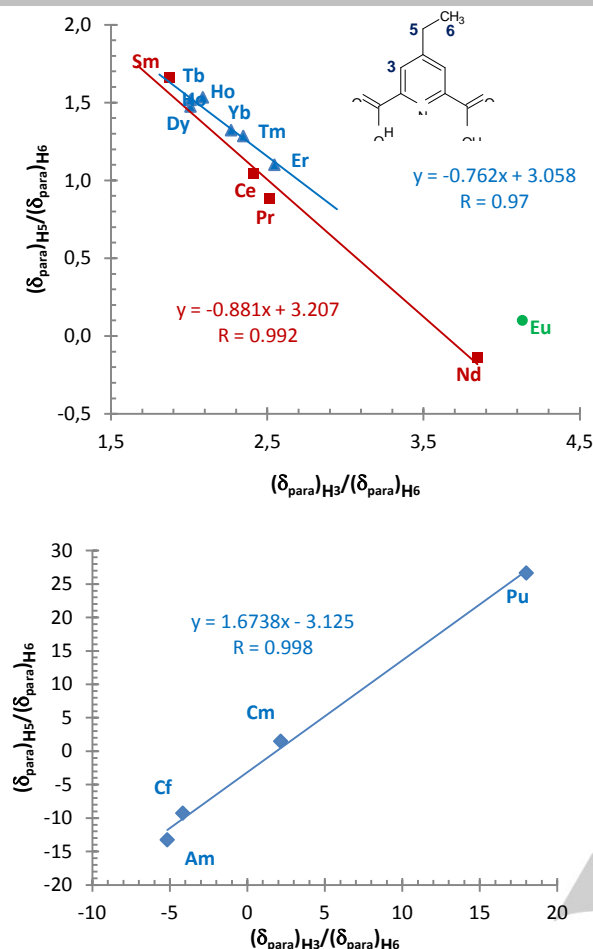 CH₃
5
6
3
N
O
O
O
H
OH
2,0
1,5
1,0
0,5
0,0
-0,5
Sm
Tb
Ho
Dy
Yb
Tm
Er
Ce
Pr
Nd
Eu
y = -0.762x + 3.058
R = 0.97
y = -0.881x + 3.207
R = 0.992
1,5 2,5 3,5 4,5
(δpara)H5/(δpara)H6
(δpara)H3/(δpara)H6
30
25
20
15
10
5
0
-5
-10
-15
-20
y = 1.6738x - 3.125
R = 0.998
Pu
Cm
Cf
Am
-10 -5 0 5 10 15 20
(δpara)H5/(δpara)H6
(δpara)H3/(δpara)H6